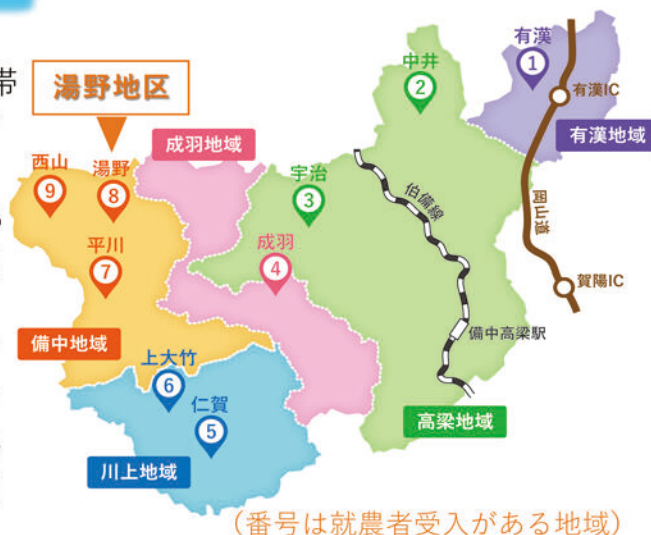 帯
湯野地区
有漢
1
有漢IC
有漢地域
中井
2
成羽地域
西山
9
湯野
8
宇治
3
伯備線
岡山道
平川
7
成羽
4
賀陽IC
備中高梁駅
備中地域
上大竹
6
仁賀
5
高梁地域
川上地域
（番号は就農者受入がある地域）